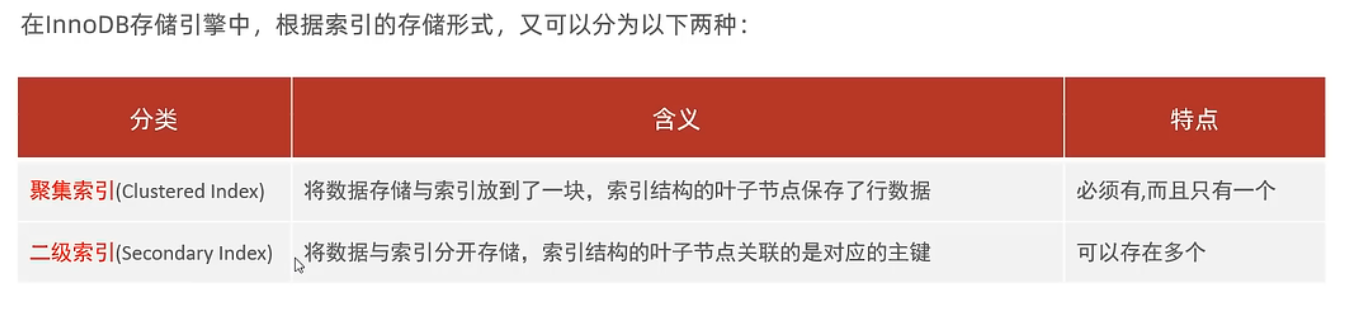 在InnoDB存储引擎中，根据索引的存储形式，又可以分为以下两种：
分类 含义 特点
聚集索引(Clustered Index) 将数据存储与索引放到了一块，索引结构的叶子节点保存了行数据 必须有,而且只有一个
二级索引(Secondary Index) 将数据与索引分开存储，索引结构的叶子节点关联的是对应的主键 可以存在多个